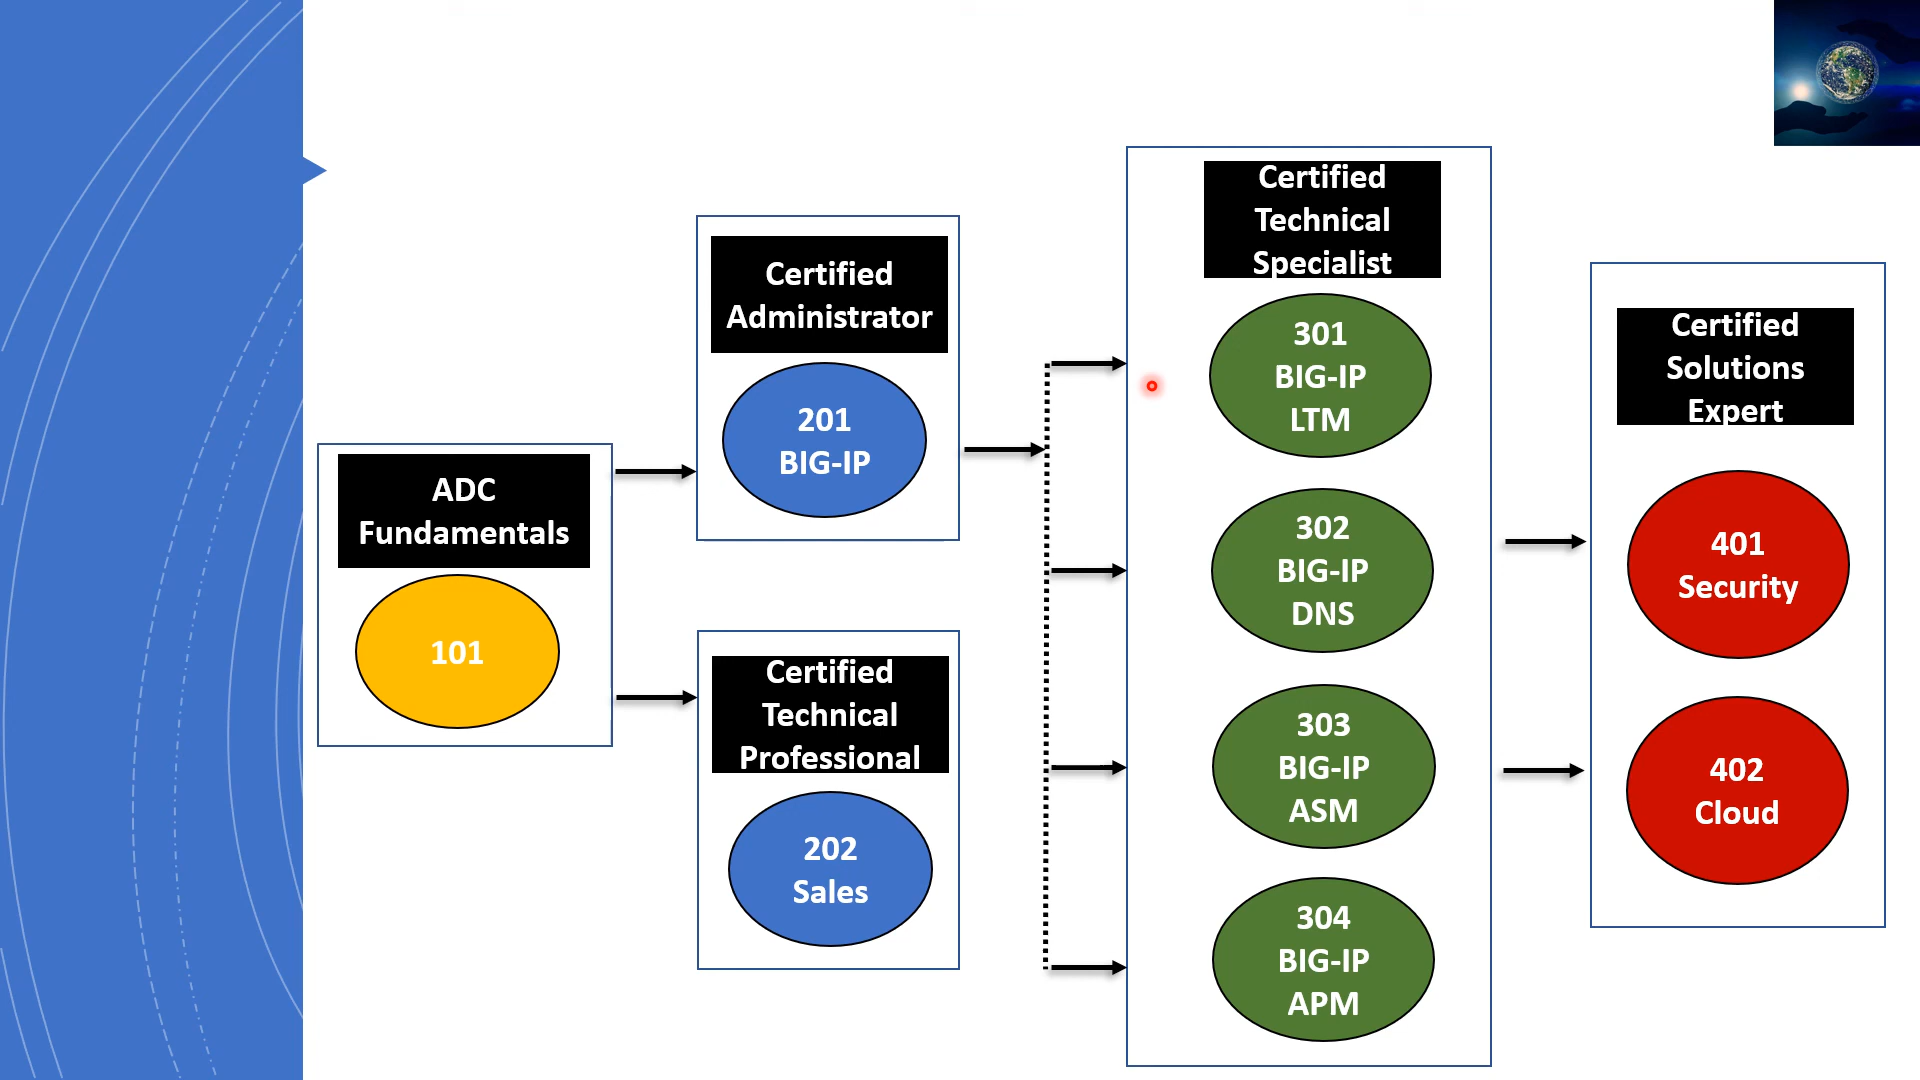 ADC
Fundamentals
101
Certified
Administrator
201
BIG-IP
Certified
Technical
Professional
202
Sales
Certified
Technical
Specialist
301
BIG-IP
LTM
302
BIG-IP
DNS
303
BIG-IP
ASM
304
BIG-IP
APM
Certified
Solutions
Expert
401
Security
402
Cloud